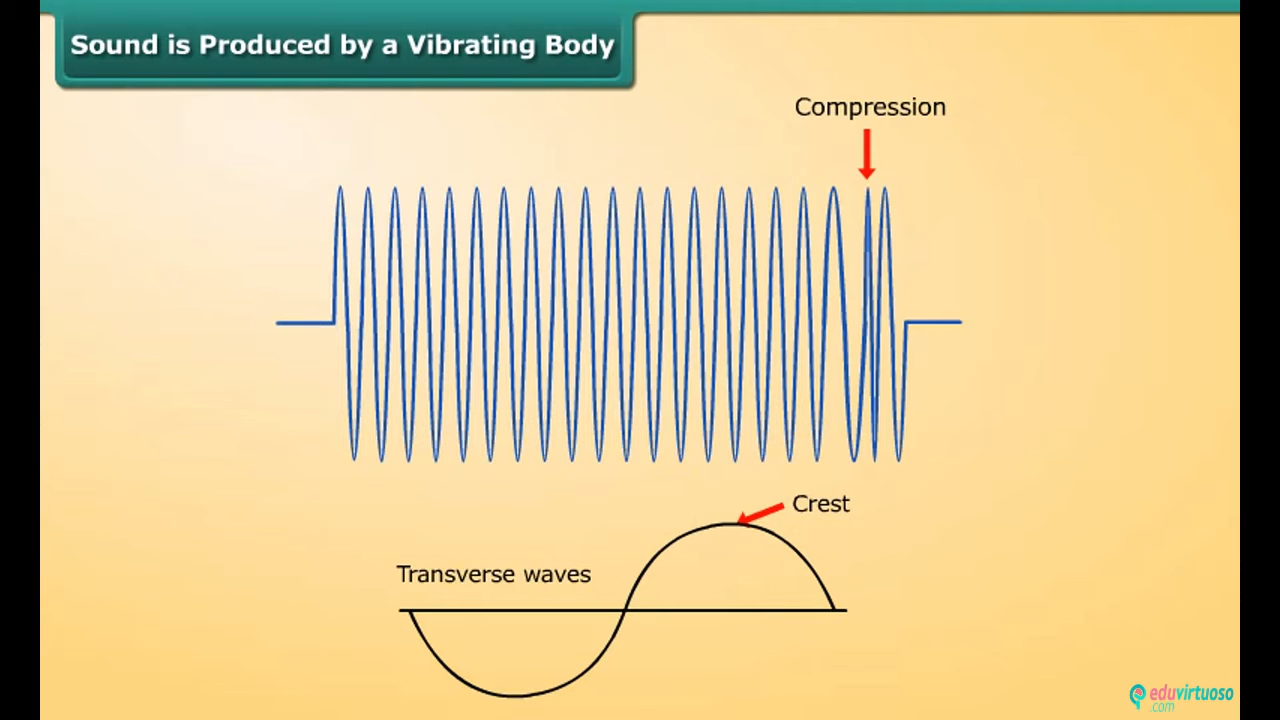 Sound is Produced by a Vibrating Body
Compression
Crest
Transverse waves
eduvirtuoso
.com